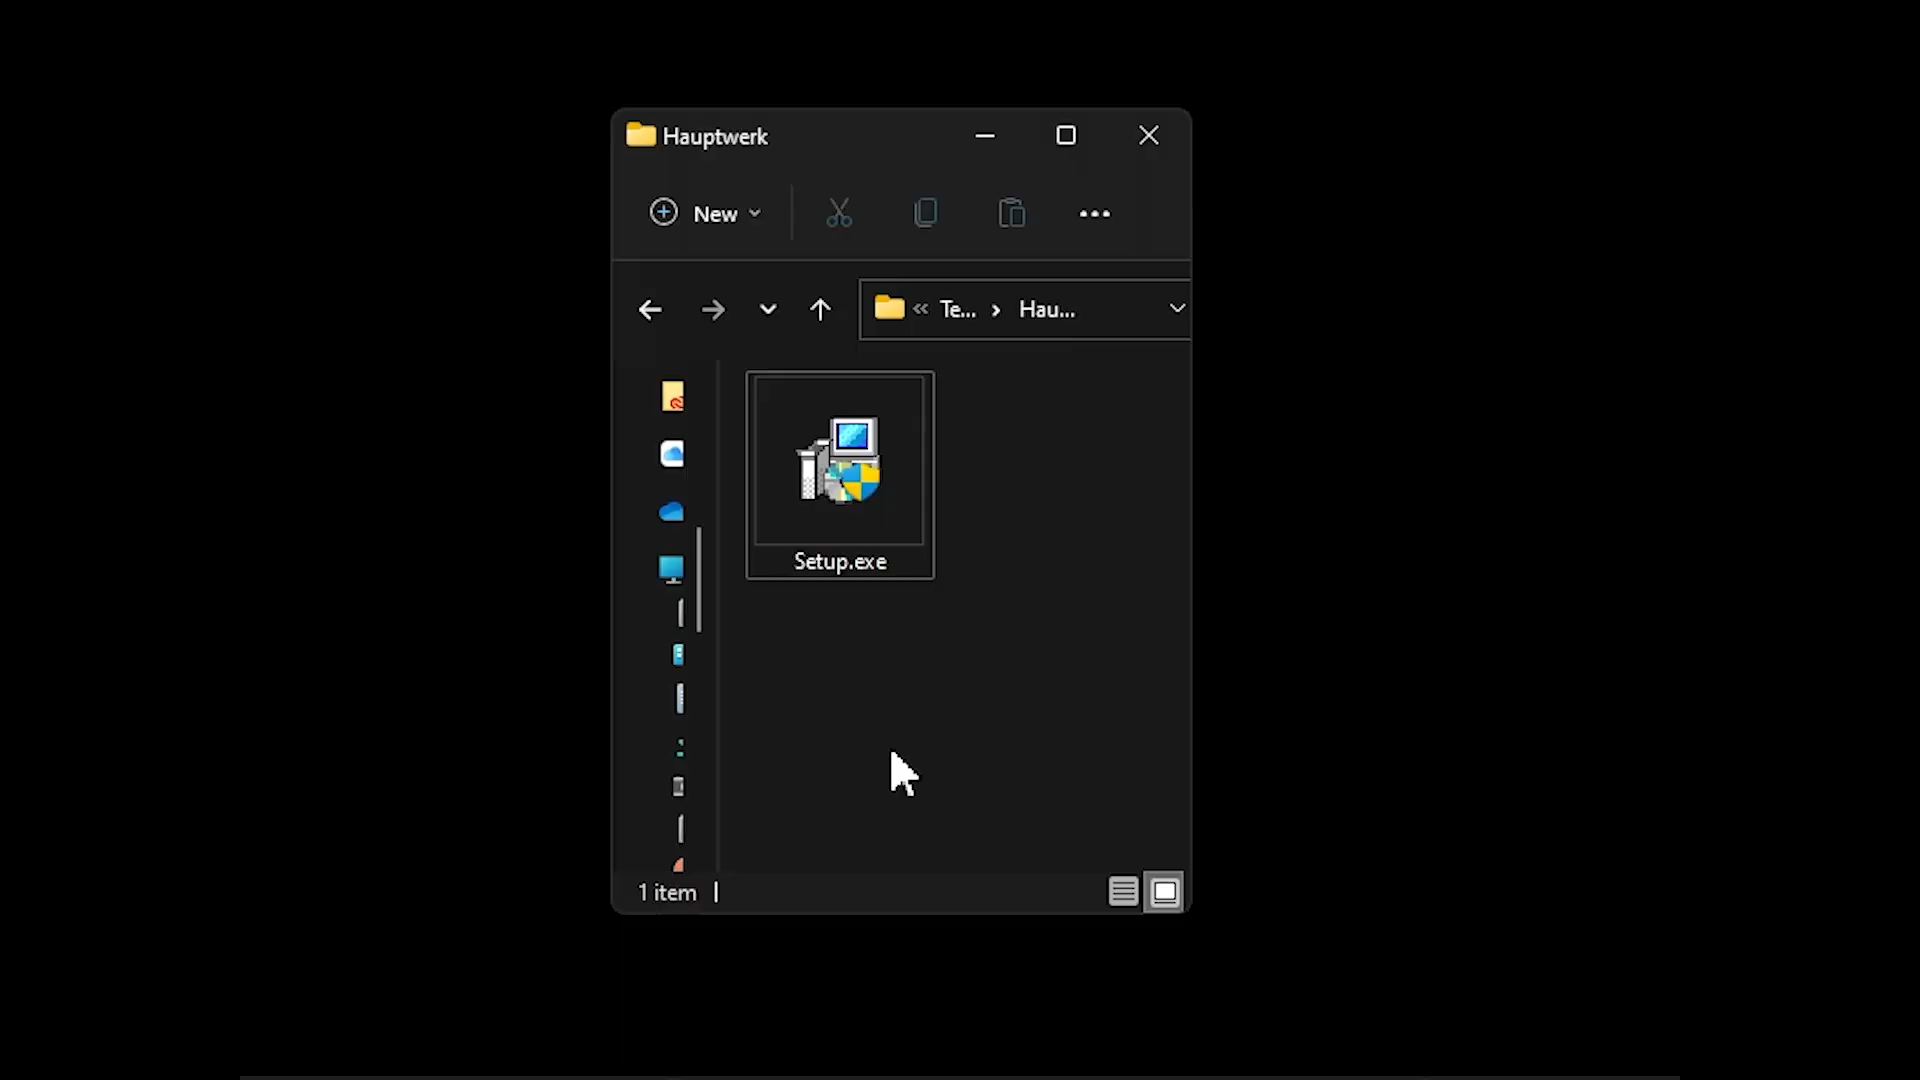 Hauptwerk
New
« Te... › Hau...
Setup.exe
1 item